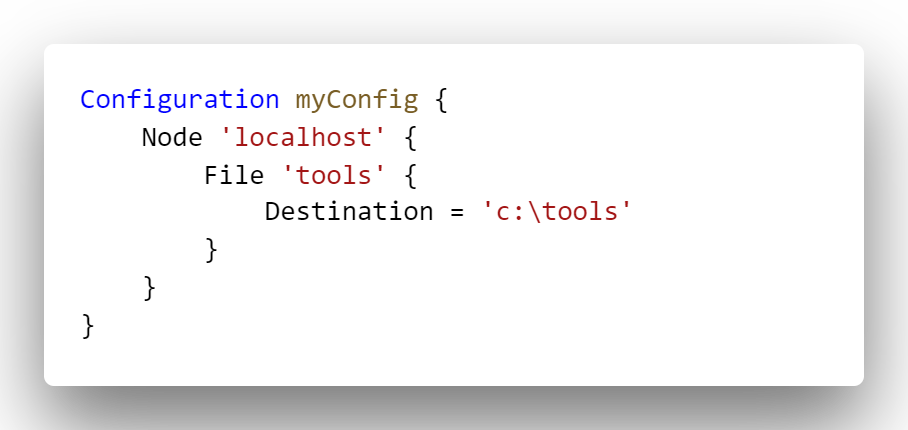 Configuration myConfig {
    Node 'localhost' {
        File 'tools' {
            Destination = 'c:\tools'
        }
    }
}